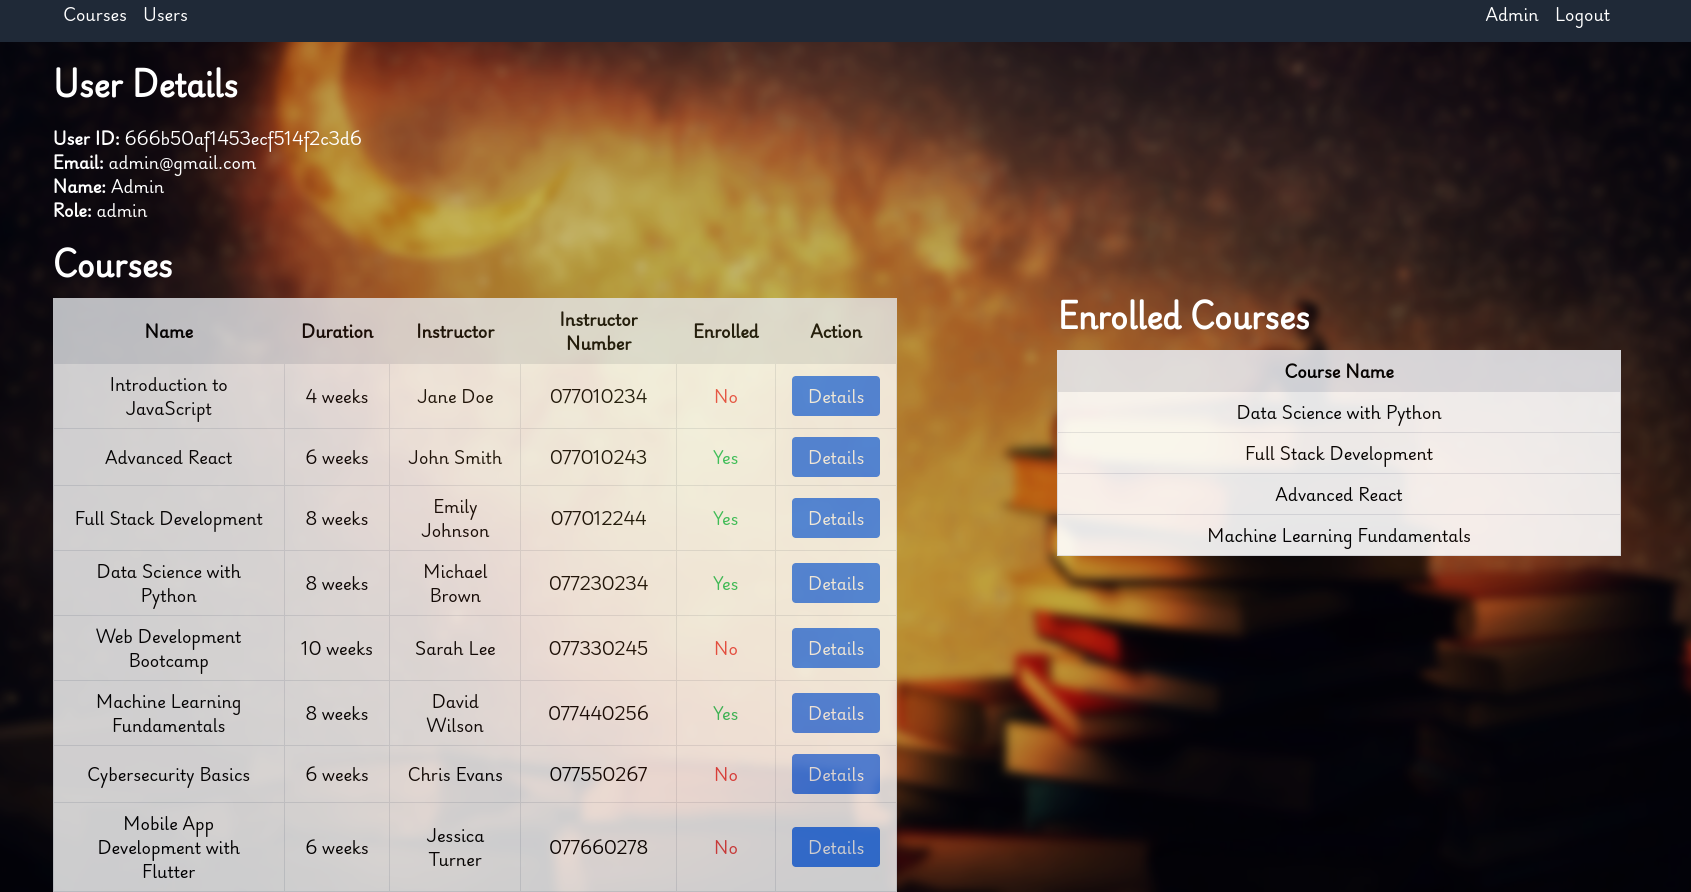 Courses Users Admin Logout
User Details
User ID: 666b50af1453ecf514f2c3d6
Email: admin@gmail.com
Name: Admin
Role: admin
Courses
Name Duration Instructor Instructor Number Enrolled Action
Introduction to JavaScript 4 weeks Jane Doe 077010234 No Details
Advanced React 6 weeks John Smith 077010243 Yes Details
Full Stack Development 8 weeks Emily Johnson 077012244 Yes Details
Data Science with Python 8 weeks Michael Brown 077230234 Yes Details
Web Development Bootcamp 10 weeks Sarah Lee 077330245 No Details
Machine Learning Fundamentals 8 weeks David Wilson 077440256 Yes Details
Cybersecurity Basics 6 weeks Chris Evans 077550267 No Details
Mobile App Development with Flutter 6 weeks Jessica Turner 077660278 No Details
Enrolled Courses
Course Name
Data Science with Python
Full Stack Development
Advanced React
Machine Learning Fundamentals